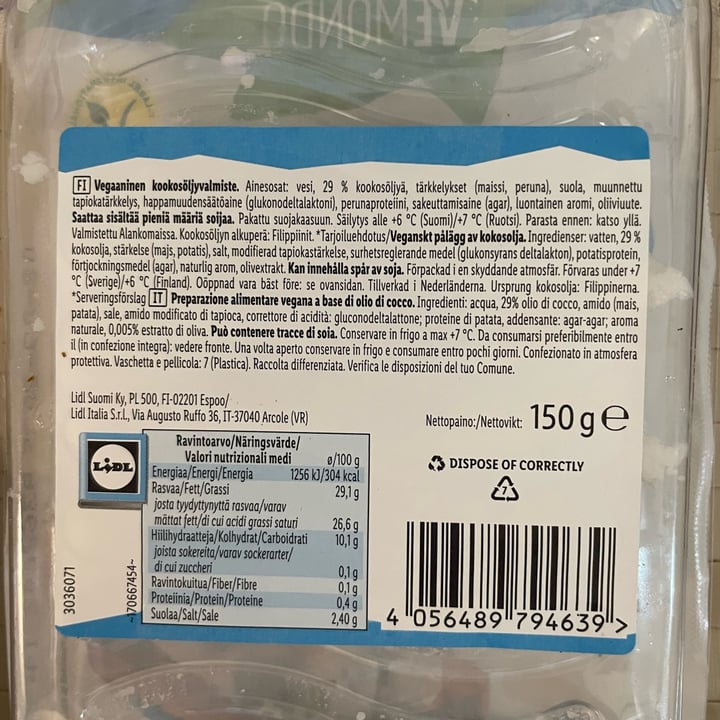 VEMONDO
FI Vegaaninen kookosöljyvalmiste. Ainesosat: vesi, 29 % kookosöljyä, tärkkelykset (maissi, peruna), suola, muunnettu
tapiokatärkkelys, happamuudensäätöaine (glukonodeltalaktoni), perunaproteiini, sakeuttamisaine (agar), luontainen aromi, oliiviuute.
Saattaa sisältää pieniä määriä soijaa. Pakattu suojakaasuun. Säilytys alle +6 °C (Suomi)/+7 °C (Ruotsi). Parasta ennen: katso yllä.
Valmistettu Alankomaissa. Kookosöljyn alkuperä: Filippiinit. *Tarjoiluehdotus/Veganskt pålägg av kokosolja. Ingredienser: vatten, 29 %
kokosolja, stärkelse (majs, potatis), salt, modifierad tapiokastärkelse, surhetsreglerande medel (glukonsyrans deltalakton), potatisprotein,
förtjockningsmedel (agar), naturlig arom, olivextrakt. Kan innehålla spår av soja. Förpackad i en skyddande atmosfär. Förvaras under +7
°C (Sverige)/+6 °C (Finland). Oöppnad vara bäst före: se ovansidan. Tillverkad i Nederländerna. Ursprung kokosolja: Filippinerna.
*Serveringsförslag IT Preparazione alimentare vegana a base di olio di cocco. Ingredienti: acqua, 29% olio di cocco, amido (mais,
patata), sale, amido modificato di tapioca, correttore di acidità: gluconodeltalattone; proteine di patata, addensante: agar-agar; aroma
naturale, 0,005% estratto di oliva. Può contenere tracce di soia. Conservare in frigo a max +7 °C. Da consumarsi preferibilmente entro
il (in confezione integra): vedere fronte. Una volta aperto conservare in frigo e consumare entro pochi giorni. Confezionato in atmosfera
protettiva. Vaschetta e pellicola: 7 (Plastica). Raccolta differenziata. Verifica le disposizioni del tuo Comune.
Lidl Suomi Ky, PL 500, FI-02201 Espoo/
Lidl Italia S.r.l., Via Augusto Ruffo 36, IT-37040 Arcole (VR)
Nettopaino:/Nettovikt: 150 g e
DISPOSE OF CORRECTLY
7
LIDL
Ravintoarvo/Näringsvärde/
Valori nutrizionali medi ø/100 g
Energiaa/Energi/Energia 1256 kJ/304 kcal
Rasvaa/Fett/Grassi 29,1 g
josta tyydyttynyttä rasvaa/varav
mättat fett/di cui acidi grassi saturi 26,6 g
Hiilihydraatteja/Kolhydrat/Carboidrati 10,1 g
joista sokereita/varav sockerarter/
di cui zuccheri 0,1 g
Ravintokuitua/Fiber/Fibre 0,1 g
Proteiinia/Protein/Proteine 0,4 g
Suolaa/Salt/Sale 2,40 g
3036071
-170667454-
4 056489 794639 >